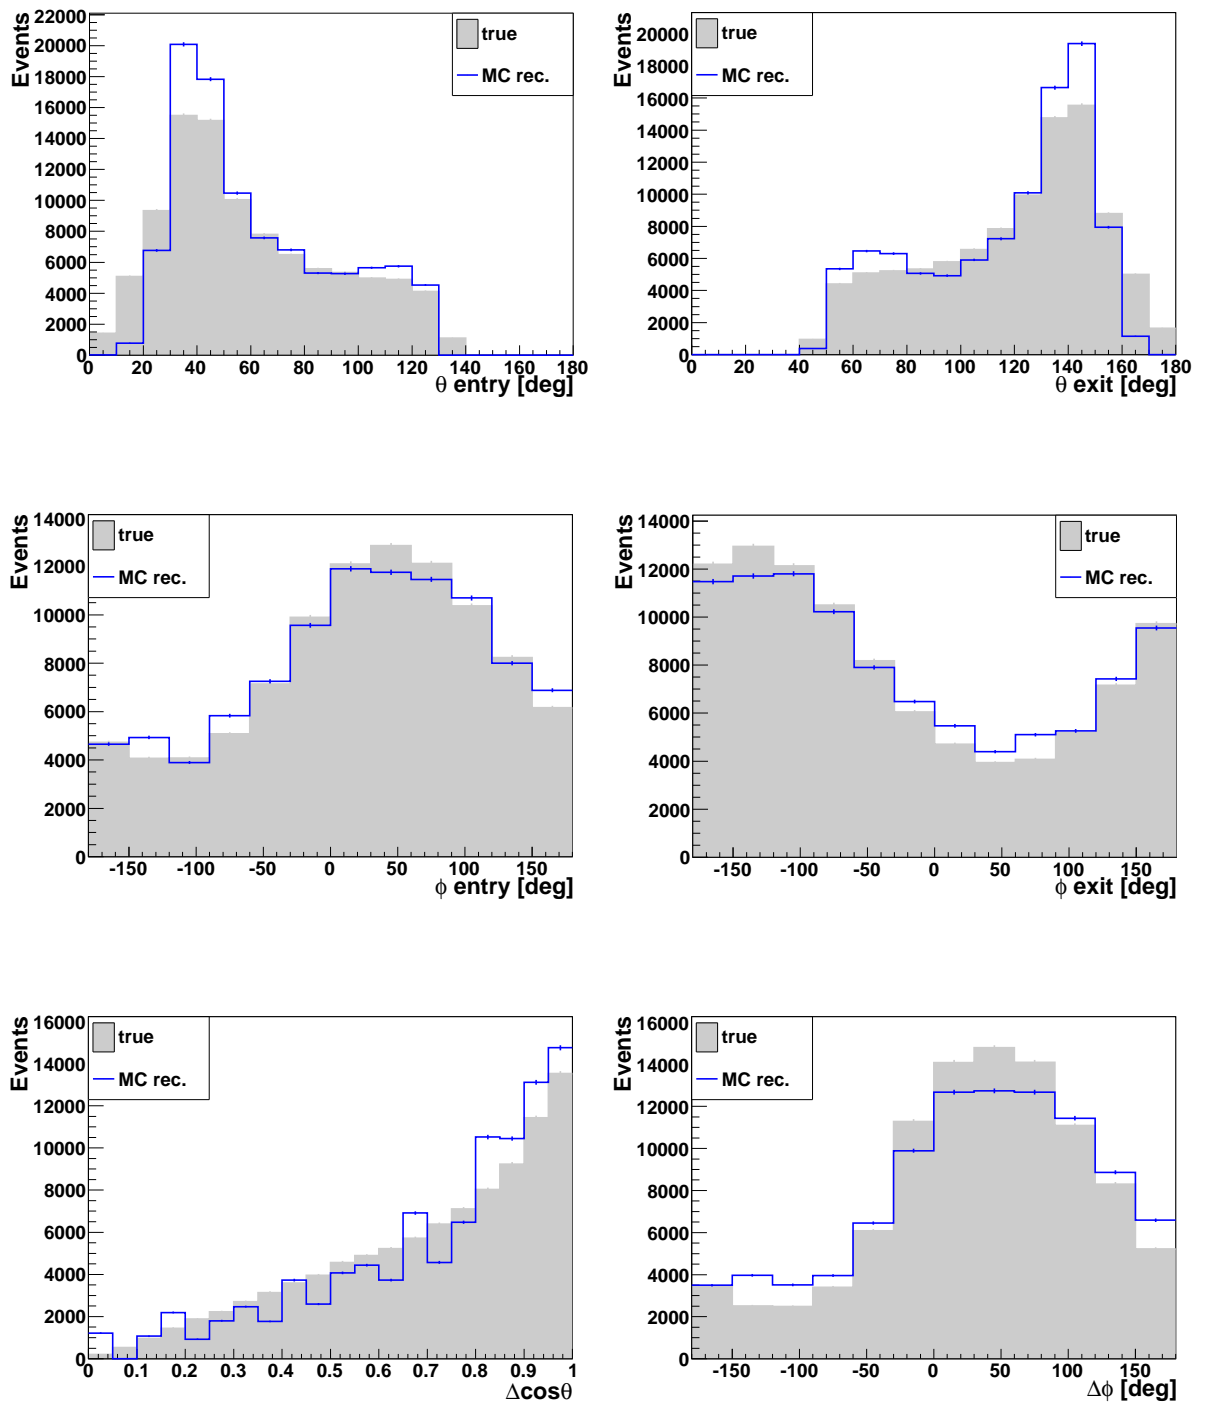 Events
22000
20000
18000
16000
14000
12000
10000
8000
6000
4000
2000
0
true
MC rec.
0 20 40 60 80 100 120 140 160 180
θ entry [deg]
Events
20000
18000
16000
14000
12000
10000
8000
6000
4000
2000
0
true
MC rec.
0 20 40 60 80 100 120 140 160 180
θ exit [deg]
Events
14000
12000
10000
8000
6000
4000
2000
0
true
MC rec.
-150 -100 -50 0 50 100 150
ϕ entry [deg]
Events
14000
12000
10000
8000
6000
4000
2000
0
true
MC rec.
-150 -100 -50 0 50 100 150
ϕ exit [deg]
Events
16000
14000
12000
10000
8000
6000
4000
2000
0
true
MC rec.
0 0.1 0.2 0.3 0.4 0.5 0.6 0.7 0.8 0.9 1
Δcosθ
Events
16000
14000
12000
10000
8000
6000
4000
2000
0
true
MC rec.
-150 -100 -50 0 50 100 150
Δϕ [deg]